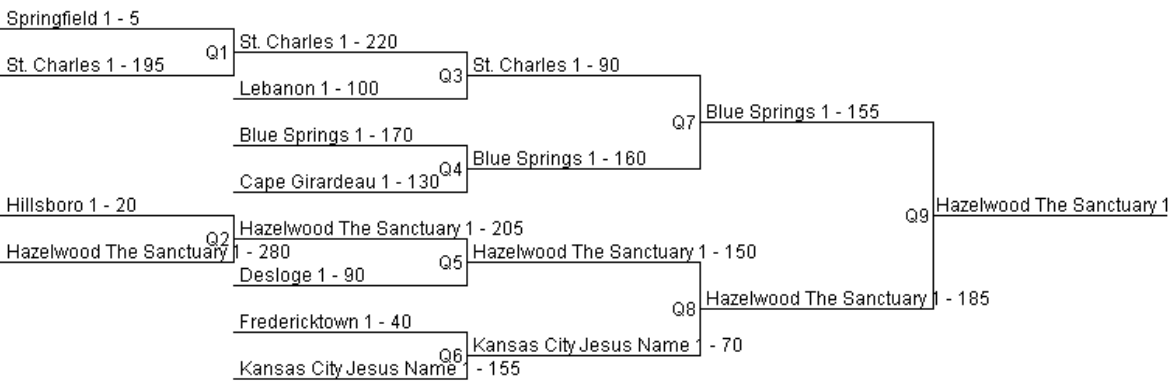 Springfield 1 - 5
St. Charles 1 - 195
Q1
St. Charles 1 - 220
Lebanon 1 - 100
Q3
St. Charles 1 - 90
Blue Springs 1 - 170
Cape Girardeau 1 - 130
Q4
Blue Springs 1 - 160
Q7
Blue Springs 1 - 155
Hillsboro 1 - 20
Hazelwood The Sanctuary 1 - 280
Q2
Hazelwood The Sanctuary 1 - 205
Desloge 1 - 90
Q5
Hazelwood The Sanctuary 1 - 150
Fredericktown 1 - 40
Kansas City Jesus Name 1 - 155
Q6
Kansas City Jesus Name 1 - 70
Q8
Hazelwood The Sanctuary 1 - 185
Q9
Hazelwood The Sanctuary 1